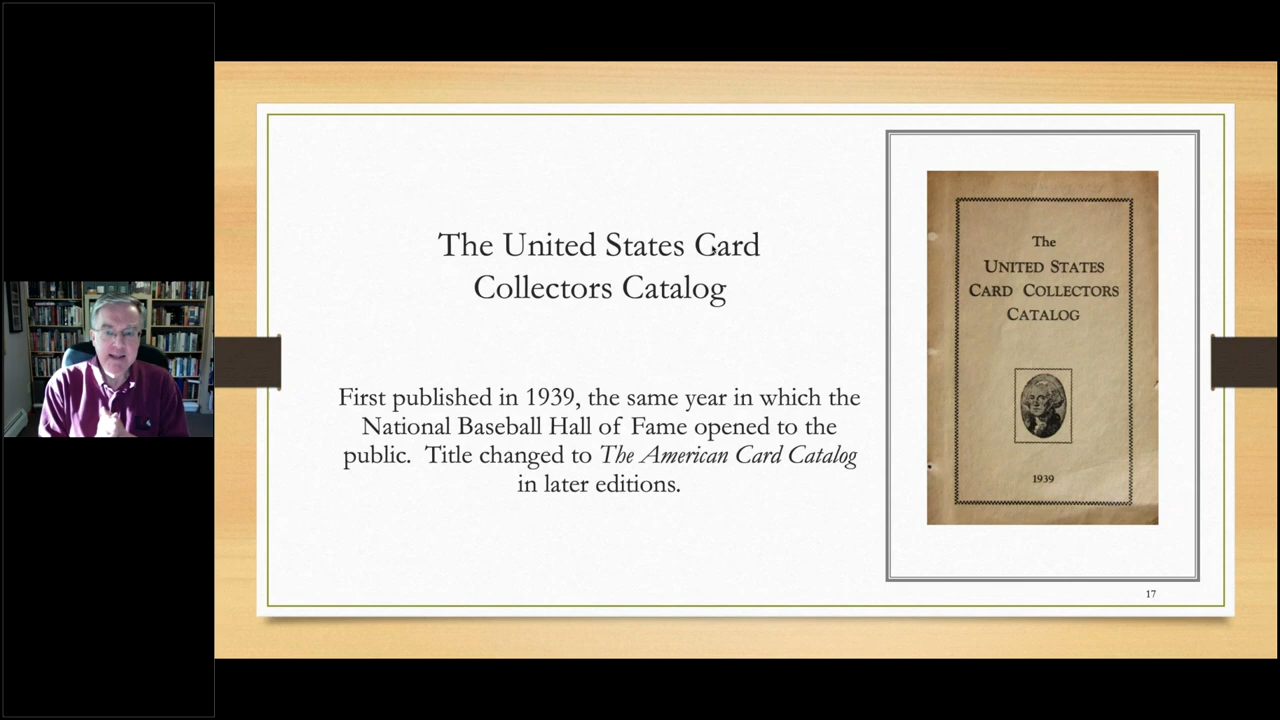 The United States Card
Collectors Catalog
First published in 1939, the same year in which the
National Baseball Hall of Fame opened to the
public. Title changed to The American Card Catalog
in later editions.
The
UNITED STATES
CARD COLLECTORS
CATALOG
1939
17